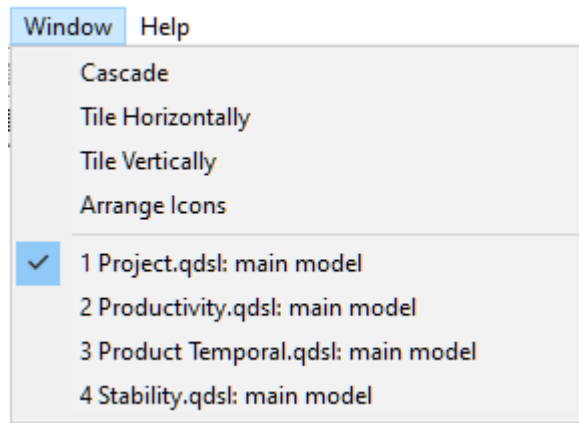 Window Help
Cascade
Tile Horizontally
Tile Vertically
Arrange Icons
1 Project.qdsl: main model
2 Productivity.qdsl: main model
3 Product Temporal.qdsl: main model
4 Stability.qdsl: main model